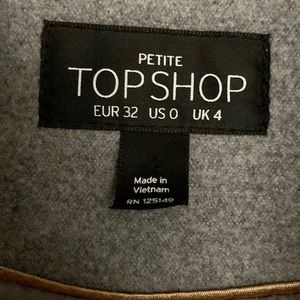 PETITE
TOPSHOP
EUR 32 US 0 UK 4
Made in
Vietnam
RN 125149